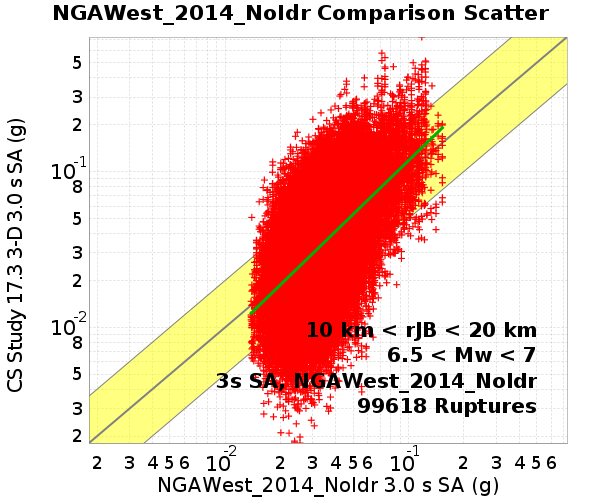 NGAWest_2014_NoIdr Comparison Scatter
CS Study 17.3 3-D 3.0 s SA (g)
5
3
2
10-1
8
5
3
2
10-2
8
5
3
2
10 km < rJB < 20 km
6.5 < Mw < 7
3s SA, NGAWest_2014_NoIdr
99618 Ruptures
2 3 4 5 6 10-2 2 3 4 5 6 10-1 2 3 4 5 6
NGAWest_2014_NoIdr 3.0 s SA (g)